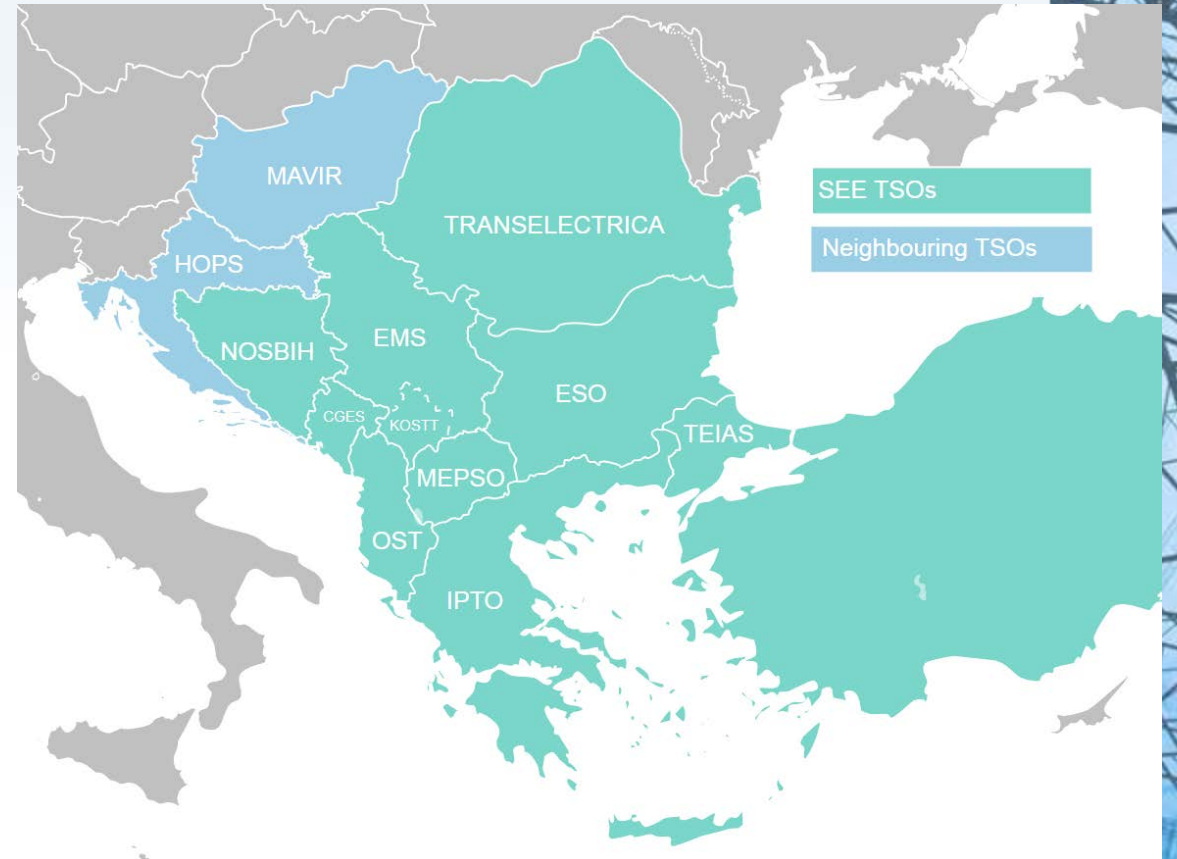 MAVIR
SEE TSOs
TRANSELECTRICA
Neighbouring TSOs
HOPS
EMS
NOSBIH
ESO
CGES
KOSTT
TEIAS
MEPSO
OST
IPTO